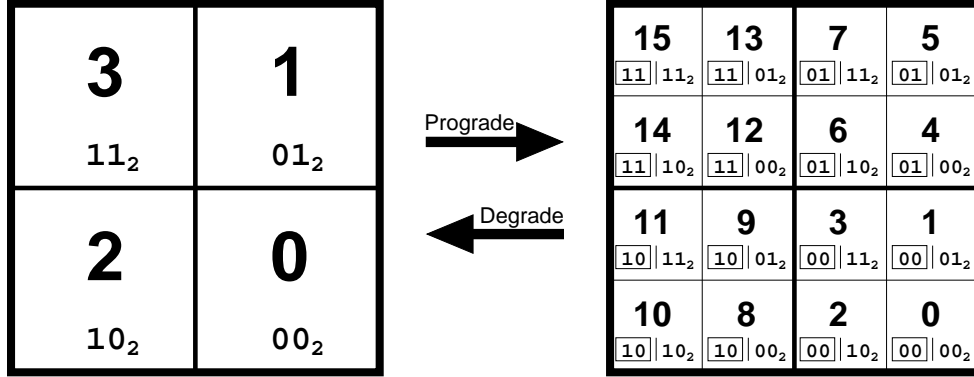 3 1
11₂ 01₂
2 0
10₂ 00₂
Prograde
Degrade
15 13 7 5
11|11₂ 11|01₂ 01|11₂ 01|01₂
14 12 6 4
11|10₂ 11|00₂ 01|10₂ 01|00₂
11 9 3 1
10|11₂ 10|01₂ 00|11₂ 00|01₂
10 8 2 0
10|10₂ 10|00₂ 00|10₂ 00|00₂